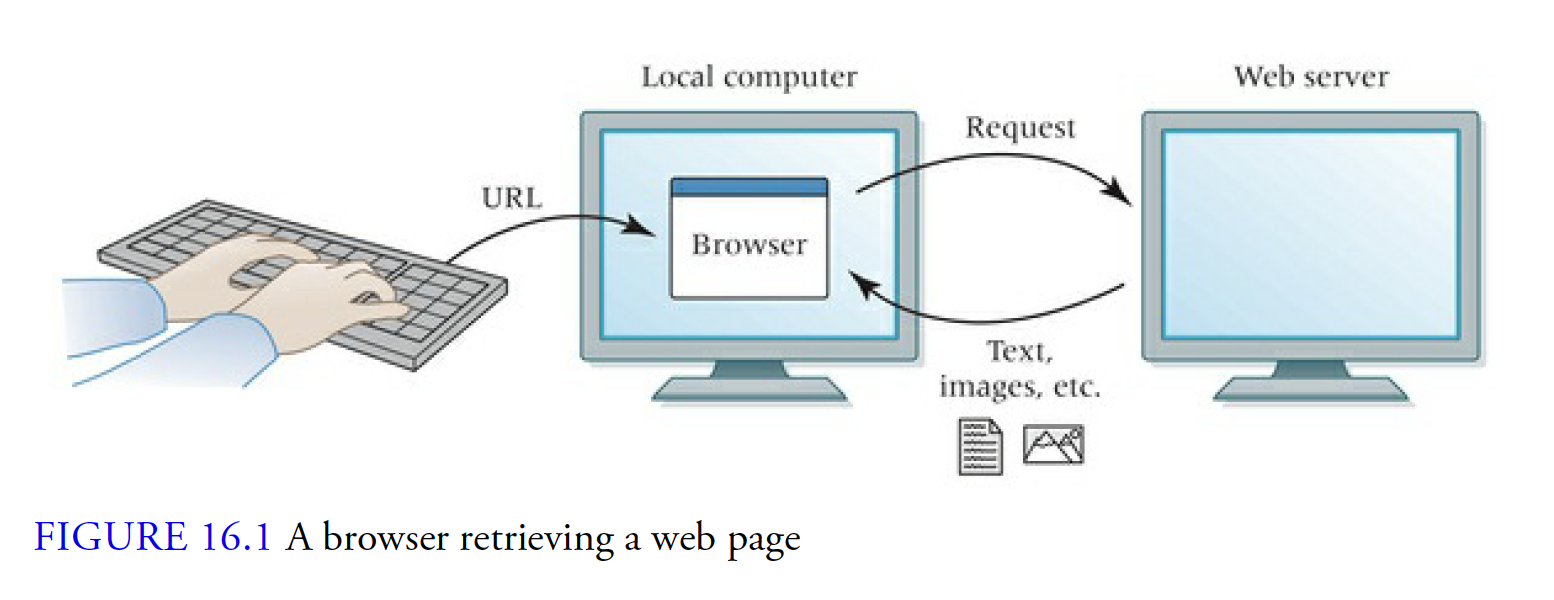 Local computer
Web server
Request
URL
Browser
Text,
images, etc.
FIGURE 16.1 A browser retrieving a web page